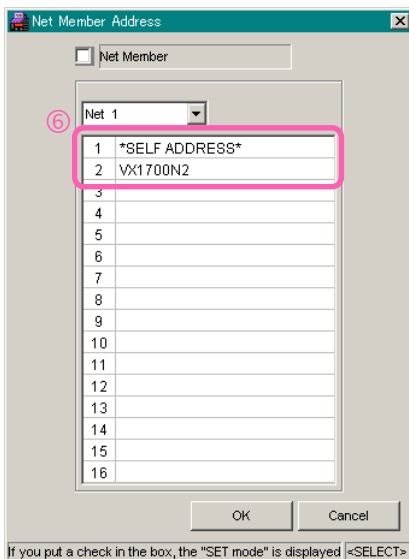 Net Member Address
Net Member
⑥
Net 1
1 *SELF ADDRESS*
2 VX1700N2
3
4
5
6
7
8
9
10
11
12
13
14
15
16
OK Cancel
If you put a check in the box, the "SET mode" is displayed <SELECT>